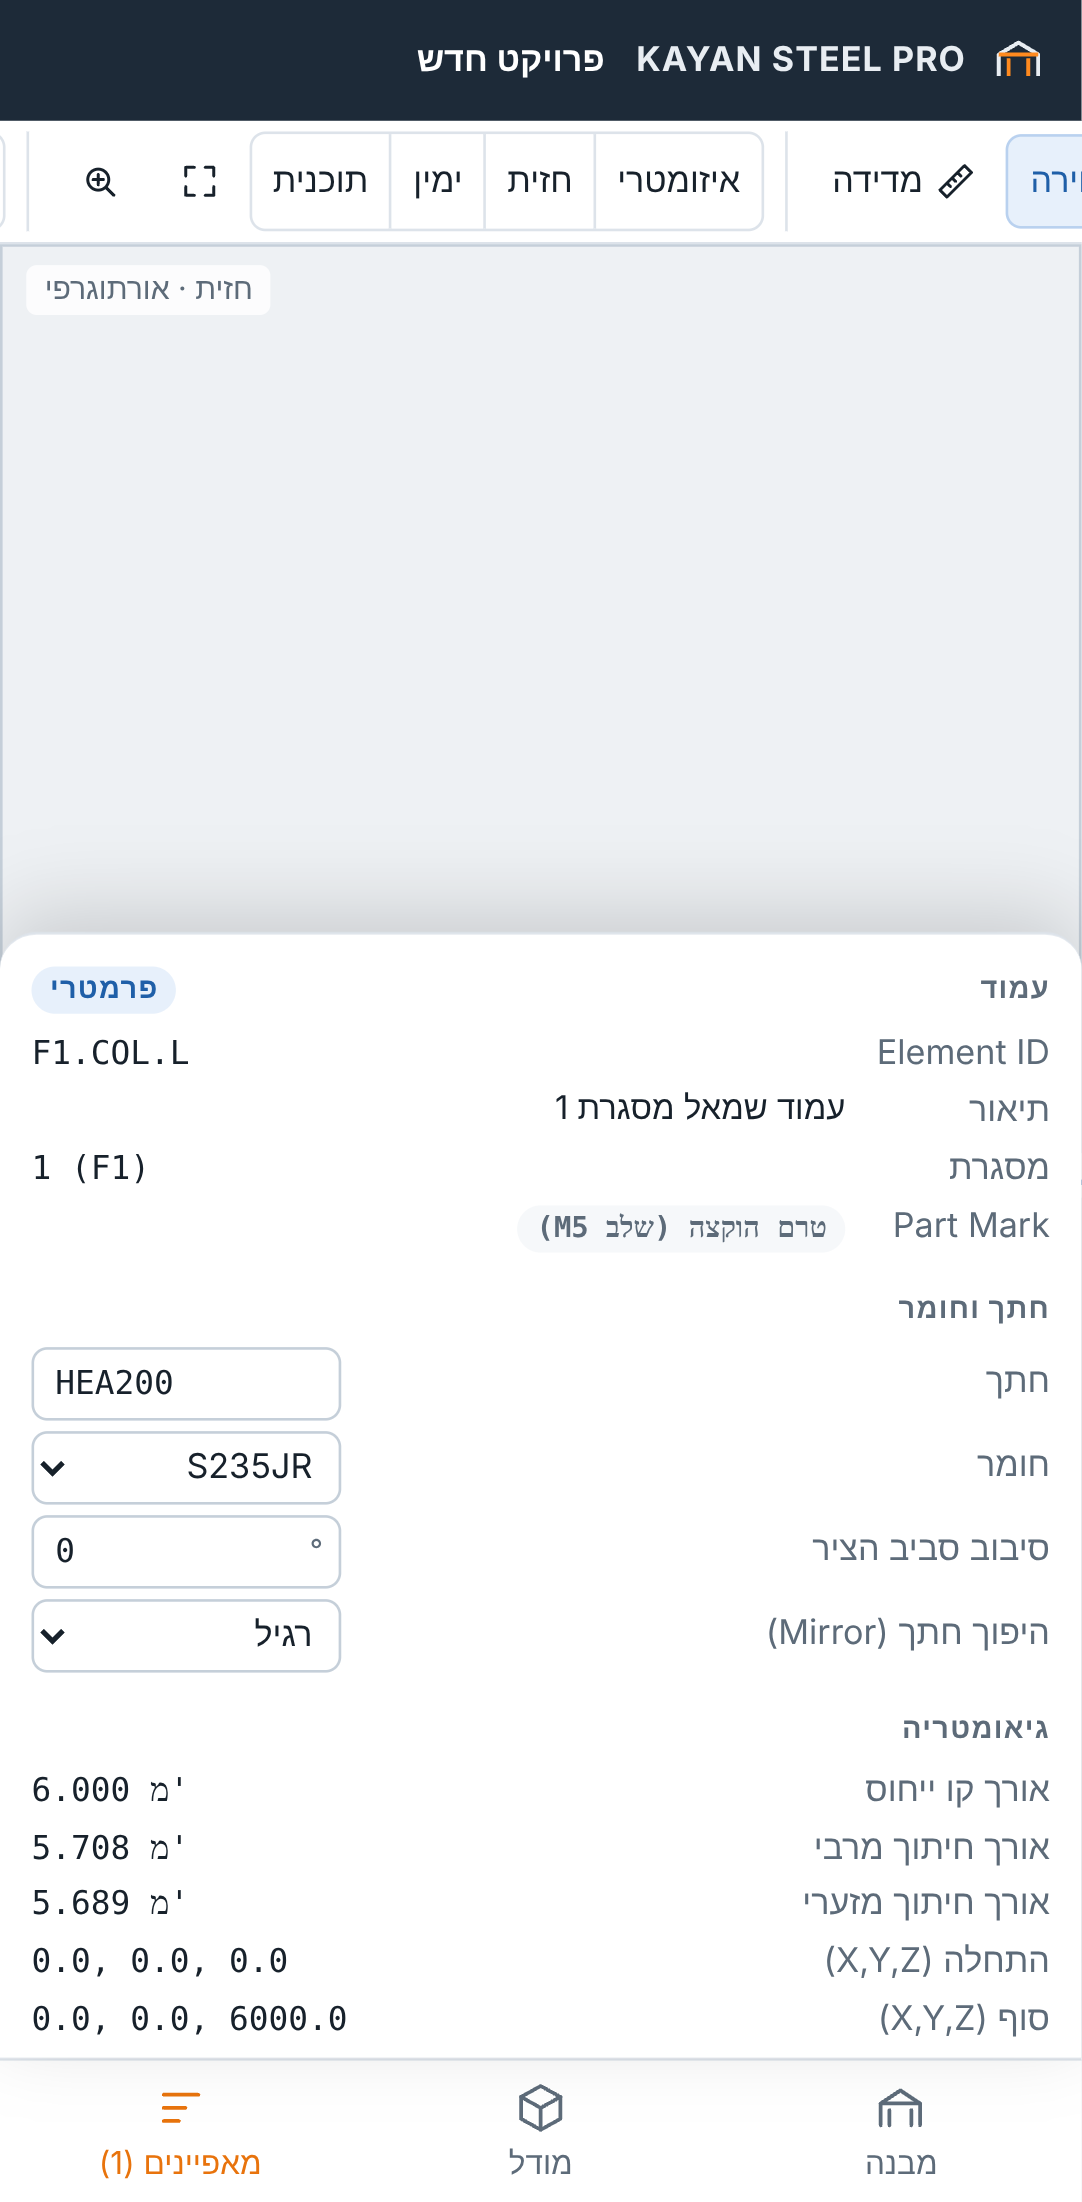 KAYAN STEEL PRO פרויקט חדש
מדידה איזומטרי חזית ימין תוכנית
חזית · אורתוגרפי
עמוד פרמטרי
Element ID F1.COL.L
תיאור עמוד שמאל מסגרת 1
מסגרת 1 (F1)
Part Mark טרם הוקצה (שלב M5)
חתך וחומר
חתך HEA200
חומר S235JR
סיבוב סביב הציר 0 °
היפוך חתך (Mirror) רגיל
גיאומטריה
אורך קו ייחוס 6.000 מ'
אורך חיתוך מרבי 5.708 מ'
אורך חיתוך מזערי 5.689 מ'
התחלה (X,Y,Z) 0.0, 0.0, 0.0
סוף (X,Y,Z) 0.0, 0.0, 6000.0
מבנה מודל מאפיינים (1)